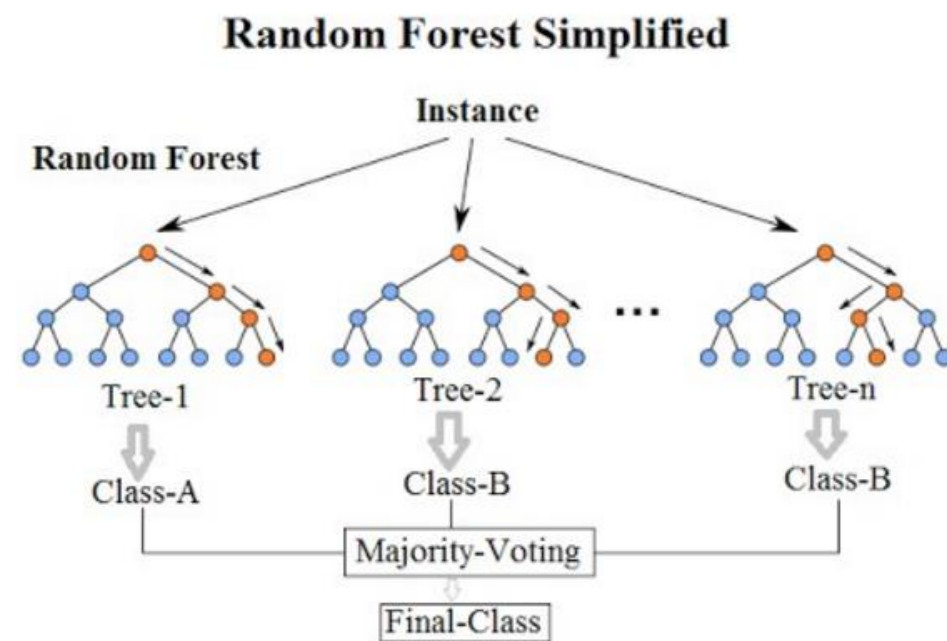 Random Forest Simplified
Instance
Random Forest
...
Tree-1
Tree-2
Tree-n
Class-A
Class-B
Class-B
Majority-Voting
Final-Class